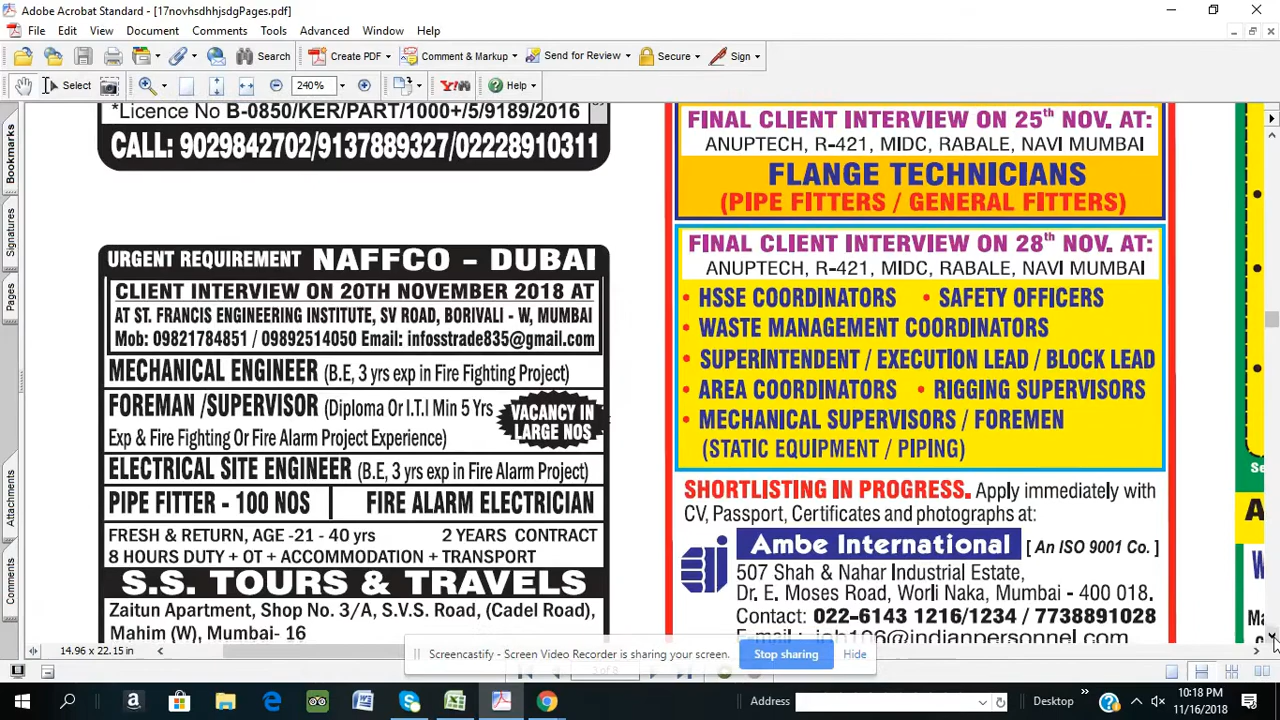 Adobe Acrobat Standard - [17novhsdhhjsdgPages.pdf]
File Edit View Document Comments Tools Advanced Window Help
Search Create PDF Comment & Markup Send for Review Secure Sign
Select 240% Y! Help
Bookmarks
Signatures
Pages
Attachments
Comments
*Licence No B-0850/KER/PART/1000+/5/9189/2016
CALL: 9029842702/9137889327/02228910311
URGENT REQUIREMENT NAFFCO - DUBAI
CLIENT INTERVIEW ON 20TH NOVEMBER 2018 AT
AT ST. FRANCIS ENGINEERING INSTITUTE, SV ROAD, BORIVALI - W, MUMBAI
Mob: 09821784851 / 09892514050 Email: infosstrade835@gmail.com
MECHANICAL ENGINEER (B.E, 3 yrs exp in Fire Fighting Project)
FOREMAN /SUPERVISOR (Diploma Or I.T.I Min 5 Yrs
Exp & Fire Fighting Or Fire Alarm Project Experience)
VACANCY IN
LARGE NOS
ELECTRICAL SITE ENGINEER (B.E, 3 yrs exp in Fire Alarm Project)
PIPE FITTER - 100 NOS FIRE ALARM ELECTRICIAN
FRESH & RETURN, AGE -21 - 40 yrs 2 YEARS CONTRACT
8 HOURS DUTY + OT + ACCOMMODATION + TRANSPORT
S.S. TOURS & TRAVELS
Zaitun Apartment, Shop No. 3/A, S.V.S. Road, (Cadel Road),
Mahim (W), Mumbai- 16
FINAL CLIENT INTERVIEW ON 25th NOV. AT:
ANUPTECH, R-421, MIDC, RABALE, NAVI MUMBAI
FLANGE TECHNICIANS
(PIPE FITTERS / GENERAL FITTERS)
FINAL CLIENT INTERVIEW ON 28th NOV. AT:
ANUPTECH, R-421, MIDC, RABALE, NAVI MUMBAI
• HSSE COORDINATORS • SAFETY OFFICERS
• WASTE MANAGEMENT COORDINATORS
• SUPERINTENDENT / EXECUTION LEAD / BLOCK LEAD
• AREA COORDINATORS • RIGGING SUPERVISORS
• MECHANICAL SUPERVISORS / FOREMEN
(STATIC EQUIPMENT / PIPING)
SHORTLISTING IN PROGRESS. Apply immediately with
CV, Passport, Certificates and photographs at:
Ambe International [ An ISO 9001 Co. ]
507 Shah & Nahar Industrial Estate,
Dr. E. Moses Road, Worli Naka, Mumbai - 400 018.
Contact: 022-6143 1216/1234 / 7738891028
E-mail : job106@indianpersonnel.com
14.96 x 22.15 in
Screencastify - Screen Video Recorder is sharing your screen. Stop sharing Hide
Address Desktop
10:18 PM
11/16/2018